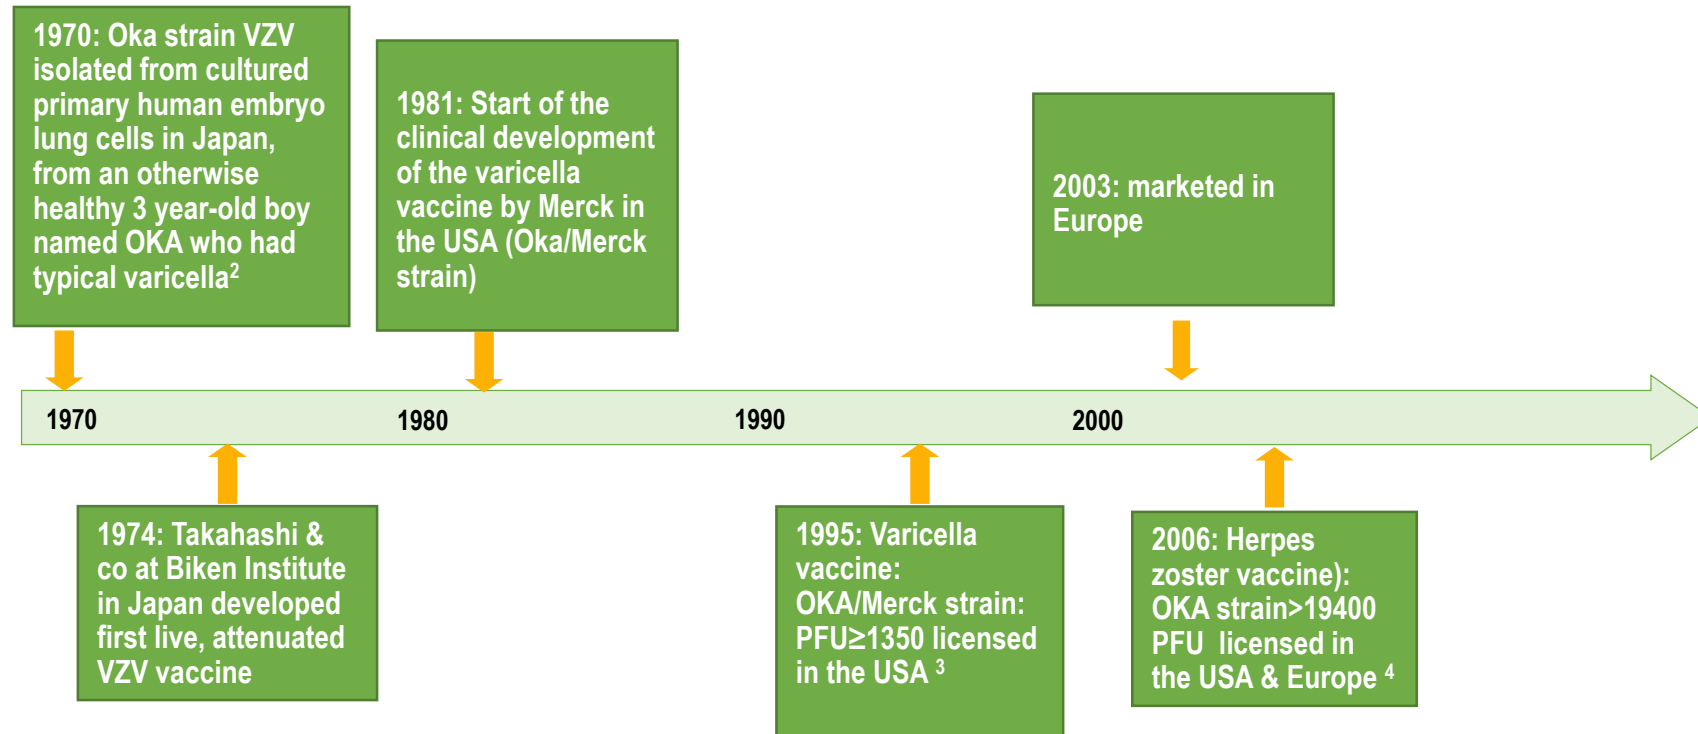 1970: Oka strain VZV
isolated from cultured
primary human embryo
lung cells in Japan,
from an otherwise
healthy 3 year-old boy
named OKA who had
typical varicella²
1981: Start of the
clinical development
of the varicella
vaccine by Merck in
the USA (Oka/Merck
strain)
2003: marketed in
Europe
1970
1980
1990
2000
1974: Takahashi &
co at Biken Institute
in Japan developed
first live, attenuated
VZV vaccine
1995: Varicella
vaccine:
OKA/Merck strain:
PFU≥1350 licensed
in the USA ³
2006: Herpes
zoster vaccine):
OKA strain>19400
PFU licensed in
the USA & Europe ⁴